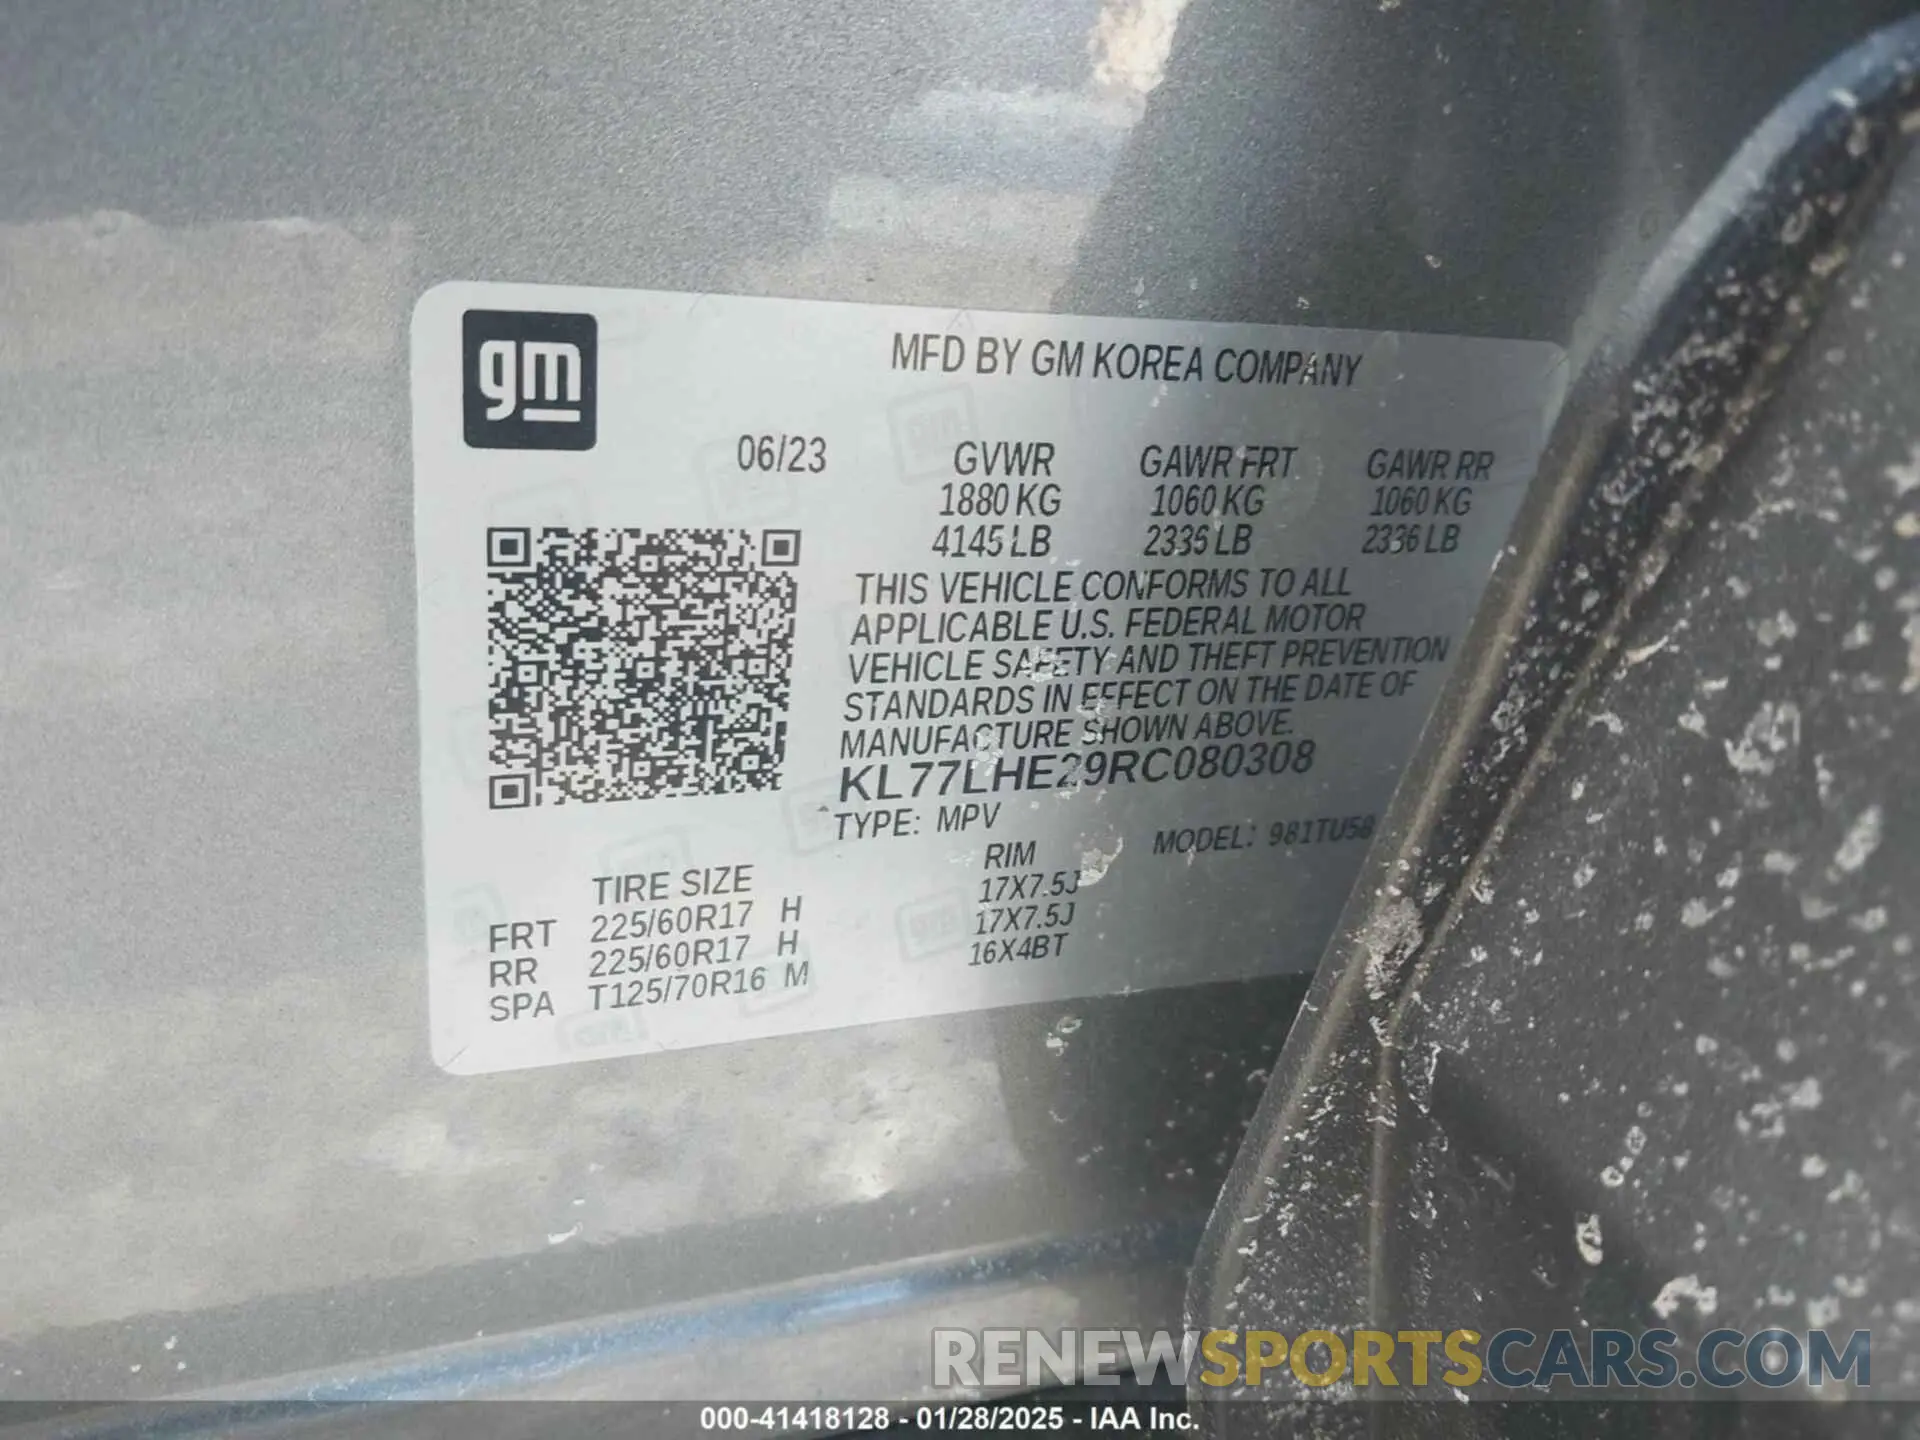 gm
MFD BY GM KOREA COMPANY
06/23 GVWR GAWR FRT GAWR RR
1880 KG 1060 KG 1060 KG
4145 LB 2336 LB 2336 LB
THIS VEHICLE CONFORMS TO ALL
APPLICABLE U.S. FEDERAL MOTOR
VEHICLE SAFETY AND THEFT PREVENTION
STANDARDS IN EFFECT ON THE DATE OF
MANUFACTURE SHOWN ABOVE.
KL77LHE29RC080308
TYPE: MPV MODEL: 981TU58
TIRE SIZE RIM
FRT 225/60R17 H 17X7.5J
RR 225/60R17 H 17X7.5J
SPA T125/70R16 M 16X4BT
RENEWSPORTSCARS.COM
000-41418128 - 01/28/2025 - IAA Inc.